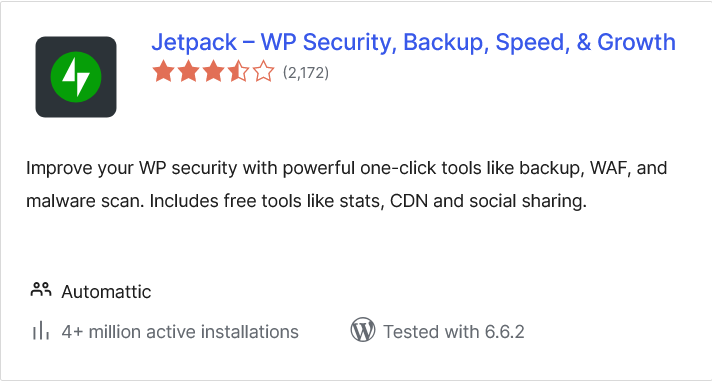 Jetpack – WP Security, Backup, Speed, & Growth
(2,172)
Improve your WP security with powerful one-click tools like backup, WAF, and
malware scan. Includes free tools like stats, CDN and social sharing.
Automattic
4+ million active installations
Tested with 6.6.2